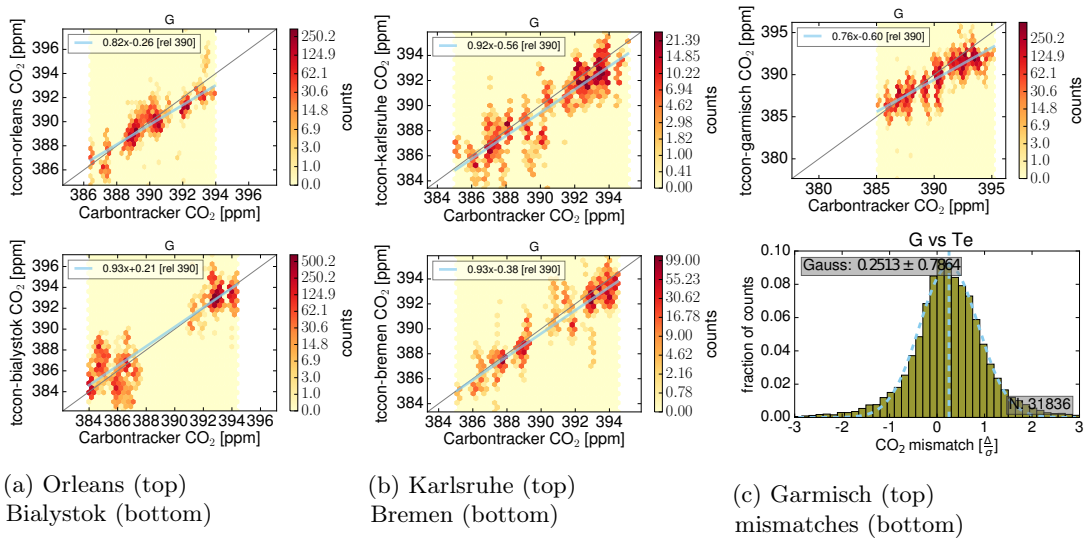 G
0.82x-0.26 [rel 390]
tccon-orleans CO2 [ppm]
396
394
392
390
388
386
386 388 390 392 394 396
Carbontracker CO2 [ppm]
250.2
124.9
62.1
30.6
14.8
6.9
3.0
1.0
0.0
counts
G
0.92x-0.56 [rel 390]
tccon-karlsruhe CO2 [ppm]
396
394
392
390
388
386
384
384 386 388 390 392 394
Carbontracker CO2 [ppm]
21.39
14.85
10.22
6.94
4.62
2.98
1.82
1.00
0.41
0.00
counts
G
0.76x-0.60 [rel 390]
tccon-garmisch CO2 [ppm]
395
390
385
380
380 385 390 395
Carbontracker CO2 [ppm]
250.2
124.9
62.1
30.6
14.8
6.9
3.0
1.0
0.0
counts
G
0.93x+0.21 [rel 390]
tccon-bialystok CO2 [ppm]
396
394
392
390
388
386
384
384 386 388 390 392 394 396
Carbontracker CO2 [ppm]
500.2
250.2
124.9
62.1
30.6
14.8
6.9
3.0
1.0
0.0
counts
G
0.93x-0.38 [rel 390]
tccon-bremen CO2 [ppm]
396
394
392
390
388
386
384
384 386 388 390 392 394
Carbontracker CO2 [ppm]
99.00
55.23
30.62
16.78
9.00
4.62
2.16
0.78
0.00
counts
G vs Te
Gauss: 0.2513 ± 0.7864
fraction of counts
0.10
0.08
0.06
0.04
0.02
0.00
N: 31836
-3 -2 -1 0 1 2 3
CO2 mismatch [Δ/σ]
(a) Orleans (top)
Bialystok (bottom)
(b) Karlsruhe (top)
Bremen (bottom)
(c) Garmisch (top)
mismatches (bottom)